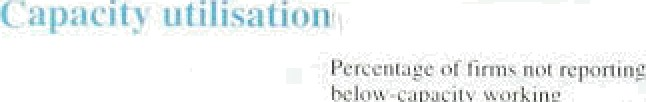 Capacity utilisation
Percentage of firms not reporting
below-capacity working